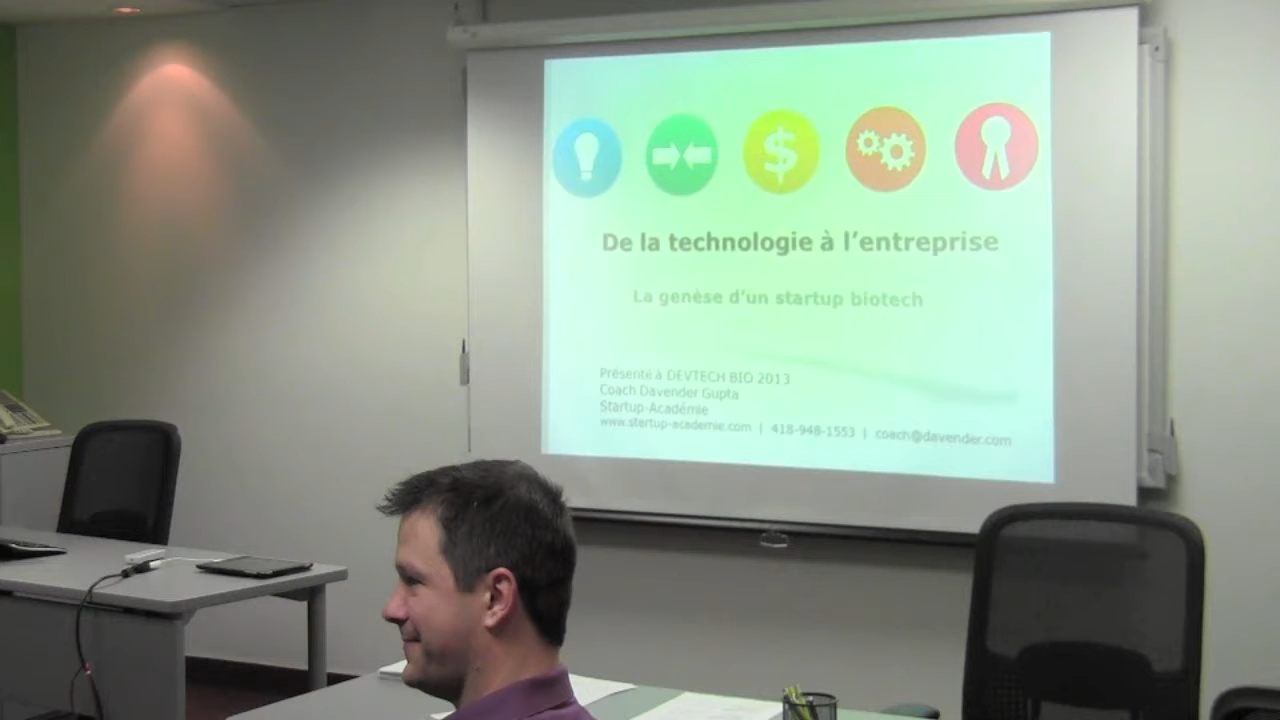 $
De la technologie à l'entreprise
La genèse d'un startup biotech
Présenté à DEVTECH BIO 2013
Coach Davender Gupta
Startup-Académie
www.startup-academie.com | 418-948-1553 | coach@davender.com